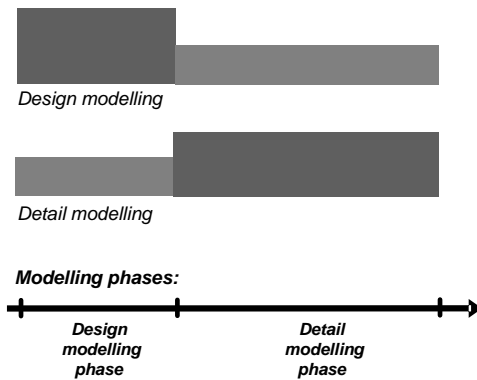 Design modelling
Detail modelling
Modelling phases:
Design
modelling
phase
Detail
modelling
phase